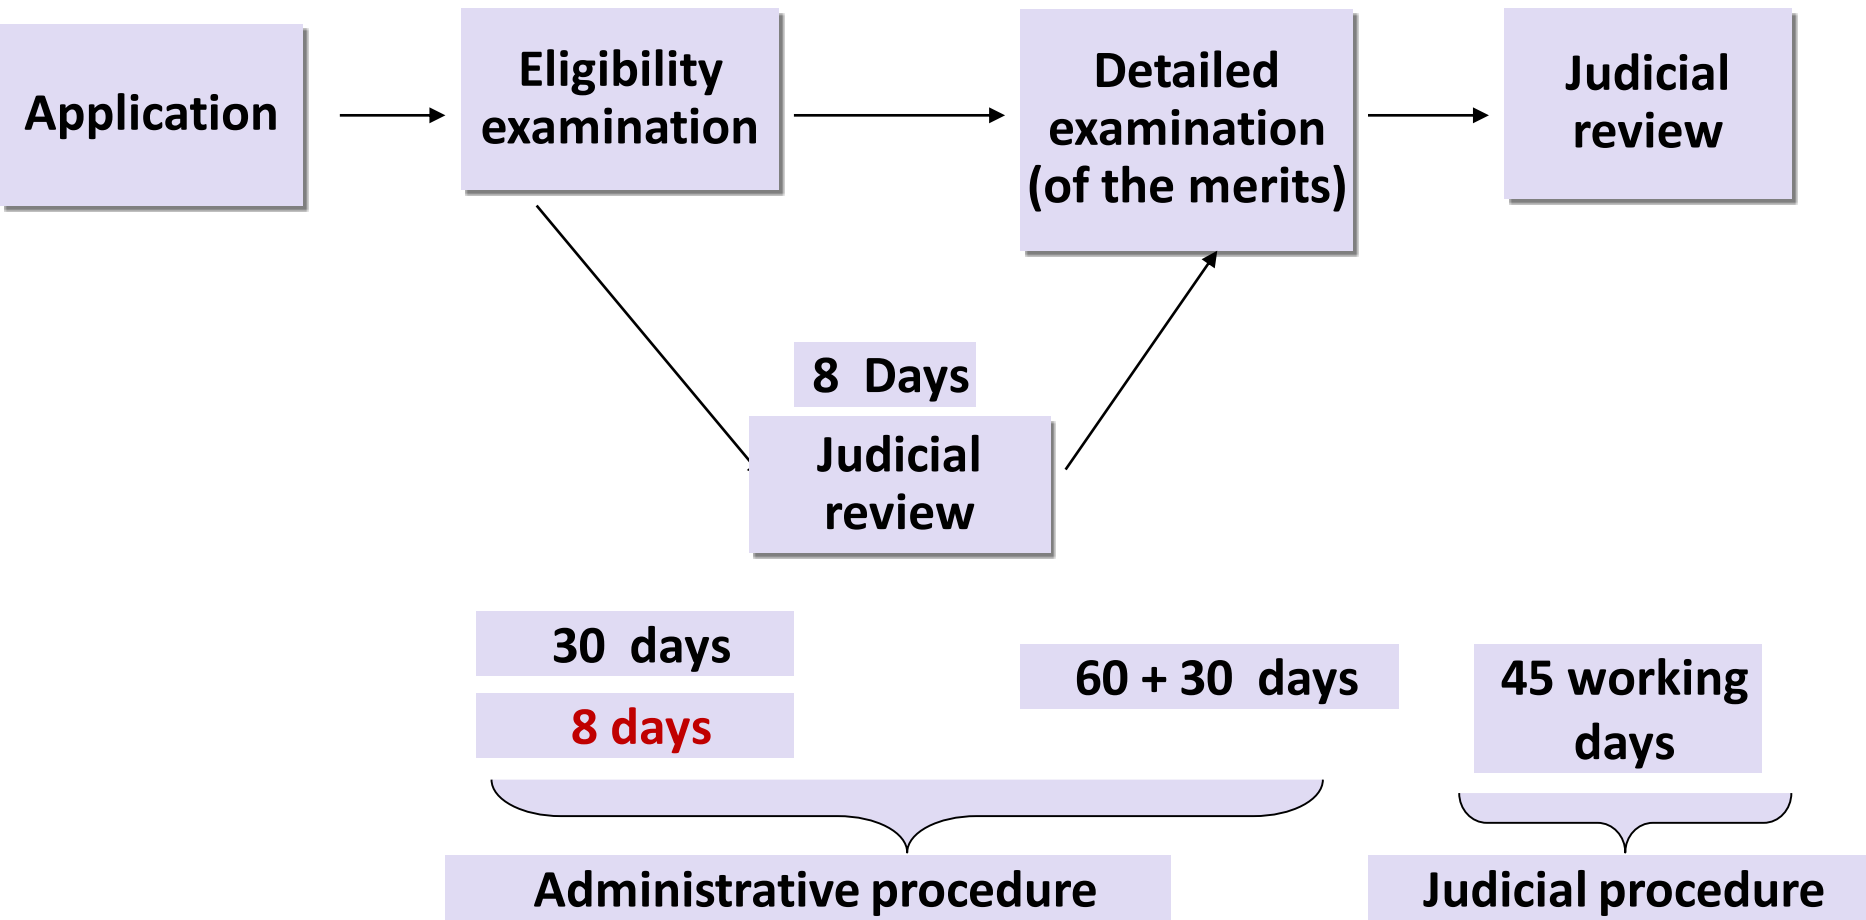 Application
Eligibility
examination
Detailed
examination
(of the merits)
Judicial
review
8 Days
Judicial
review
30 days
8 days
60 + 30 days
45 working
days
Administrative procedure
Judicial procedure